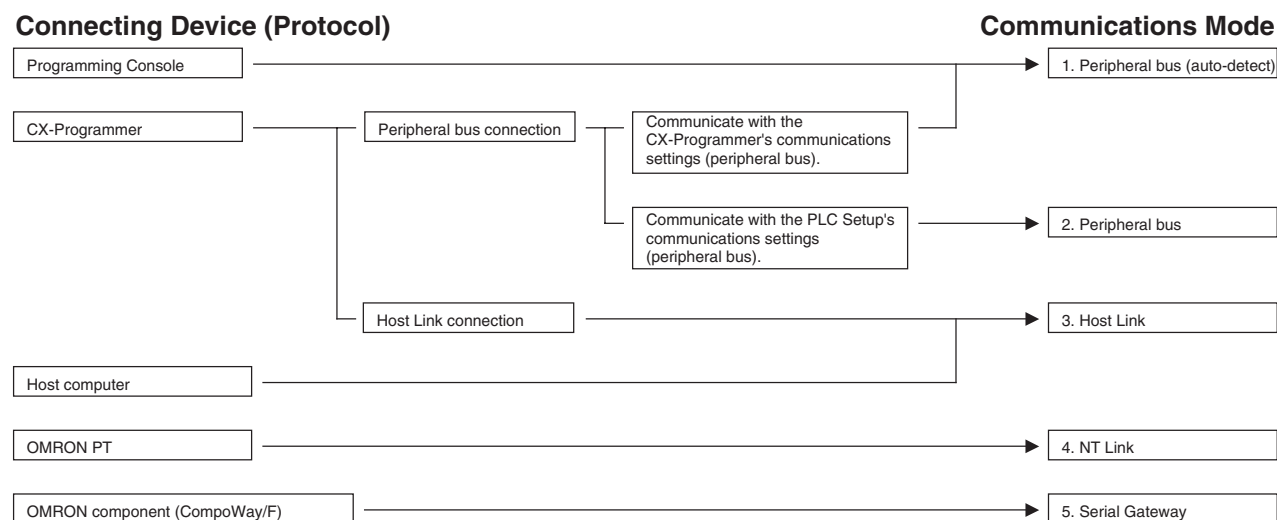 Connecting Device (Protocol)
Communications Mode
Programming Console
1. Peripheral bus (auto-detect)
CX-Programmer
Peripheral bus connection
Communicate with the
CX-Programmer's communications
settings (peripheral bus).
Communicate with the PLC Setup's
communications settings
(peripheral bus).
2. Peripheral bus
Host Link connection
3. Host Link
Host computer
OMRON PT
4. NT Link
OMRON component (CompoWay/F)
5. Serial Gateway